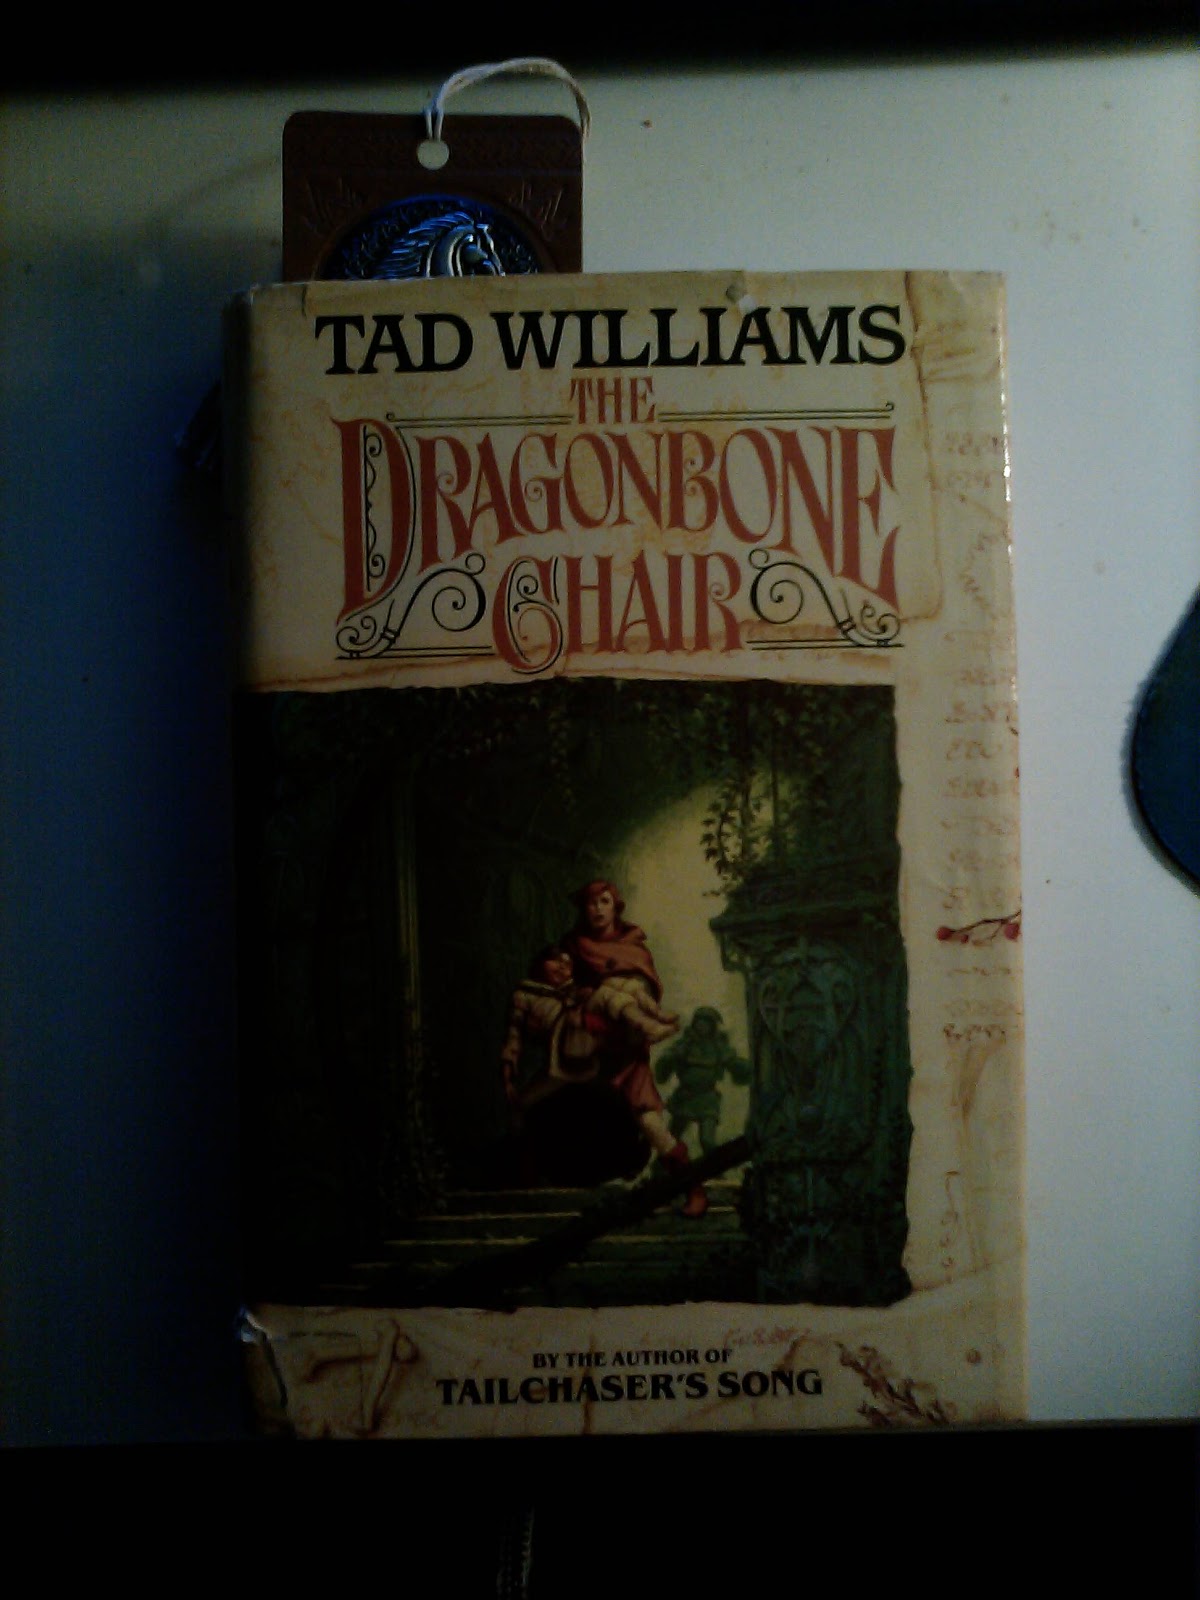 TAD WILLIAMS
THE
DRAGONBONE
CHAIR
BY THE AUTHOR OF
TAILCHASER'S SONG